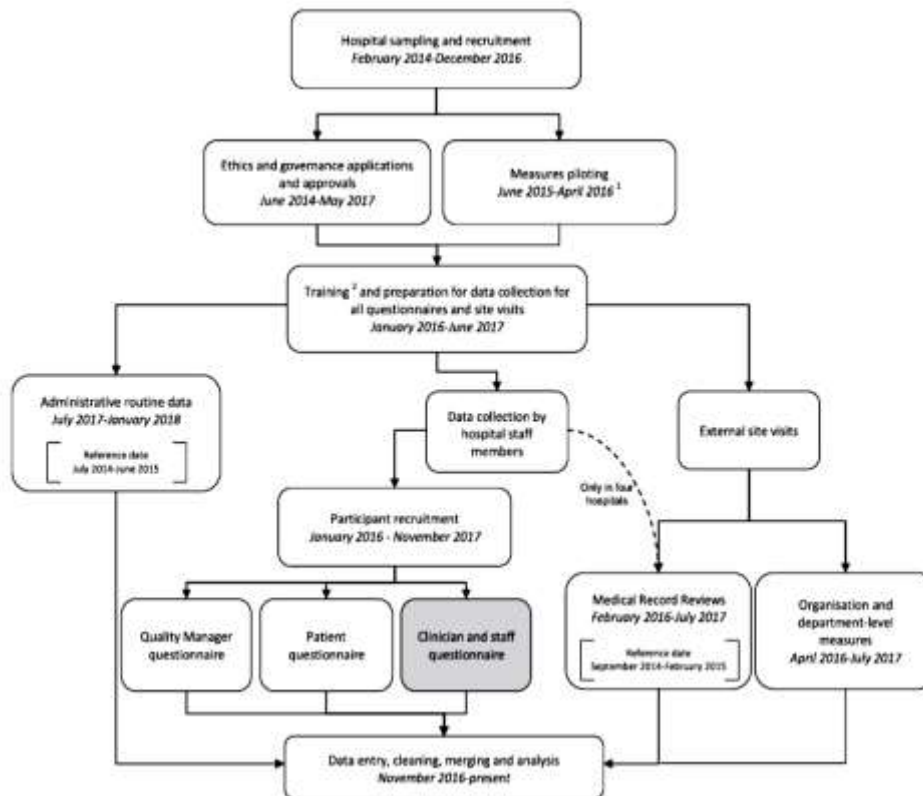 Hospital sampling and recruitment
February 2014-December 2016
Ethics and governance applications
and approvals
June 2014-May 2017
Measures piloting
June 2015-April 2016 1
Training 2 and preparation for data collection for
all questionnaires and site visits
January 2016-June 2017
Administrative routine data
July 2017-January 2018
Reference date
July 2014-June 2015
Data collection by
hospital staff
members
External site visits
Only in four
hospitals
Participant recruitment
January 2016 - November 2017
Quality Manager
questionnaire
Patient
questionnaire
Clinician and staff
questionnaire
Medical Record Reviews
February 2016-July 2017
Reference date
September 2014-February 2015
Organisation and
department-level
measures
April 2016-July 2017
Data entry, cleaning, merging and analysis
November 2016-present